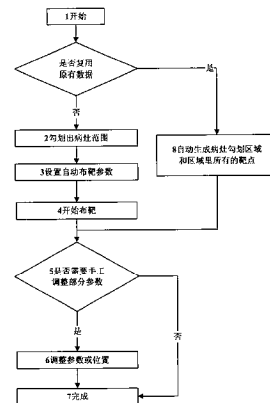 1开始
是否复用
原有数据
是
否
2勾划出病灶范围
3设置自动布靶参数
8自动生成病灶勾划区域
和区域里所有的靶点
4开始布靶
5是否需要手工
调整部分参数
是
否
6调整参数或位置
7完成